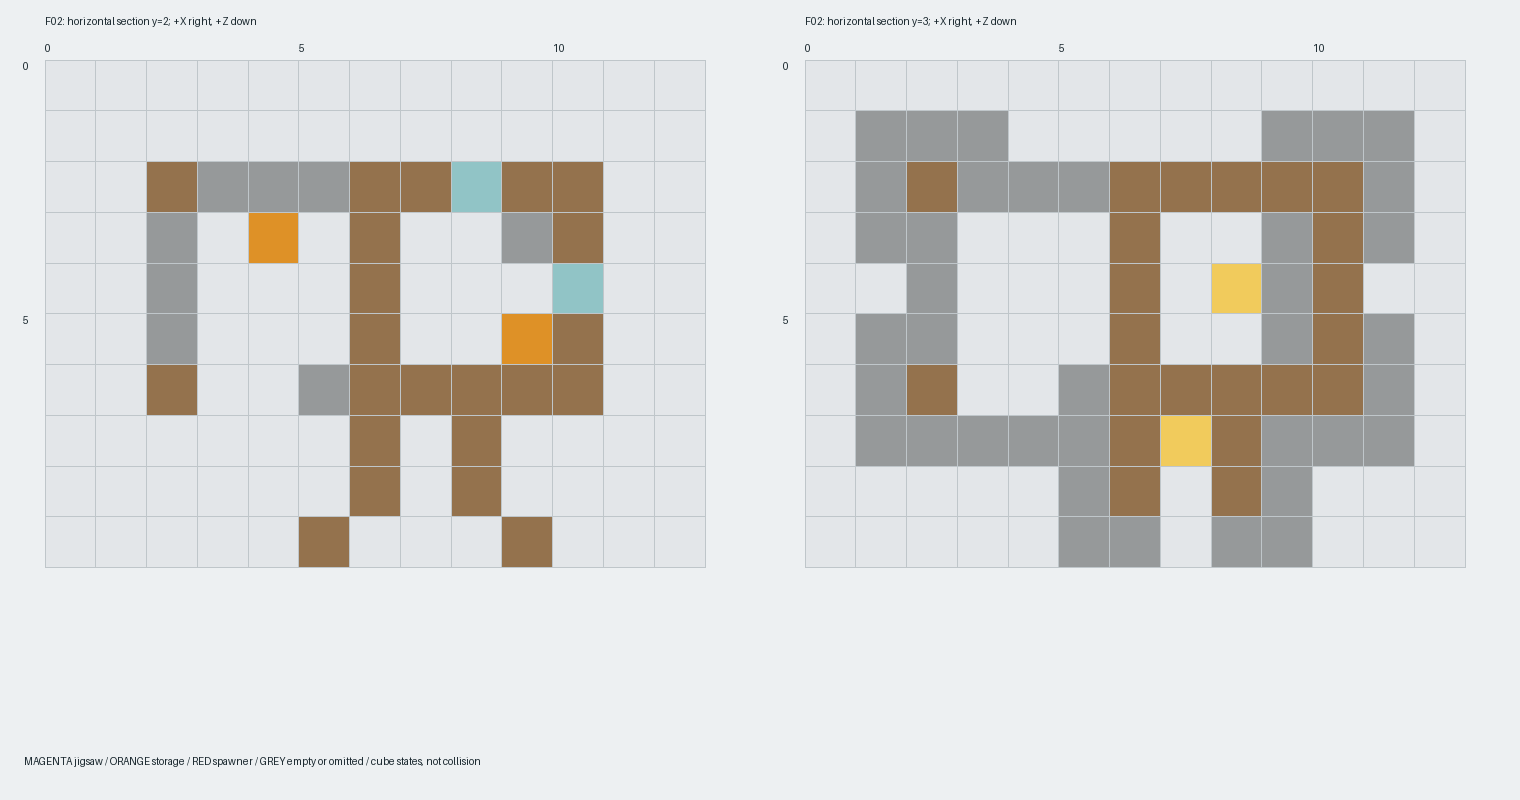 F02: horizontal section y=2; +X right, +Z down
0 5 10
0
5
F02: horizontal section y=3; +X right, +Z down
0 5 10
0
5
MAGENTA jigsaw / ORANGE storage / RED spawner / GREY empty or omitted / cube states, not collision